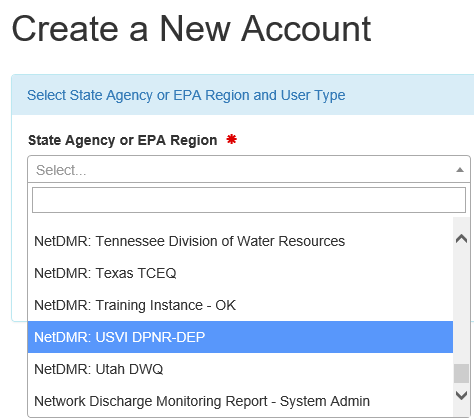 Create a New Account
Select State Agency or EPA Region and User Type
State Agency or EPA Region *
Select...
NetDMR: Tennessee Division of Water Resources
NetDMR: Texas TCEQ
NetDMR: Training Instance - OK
NetDMR: USVI DPNR-DEP
NetDMR: Utah DWQ
Network Discharge Monitoring Report - System Admin